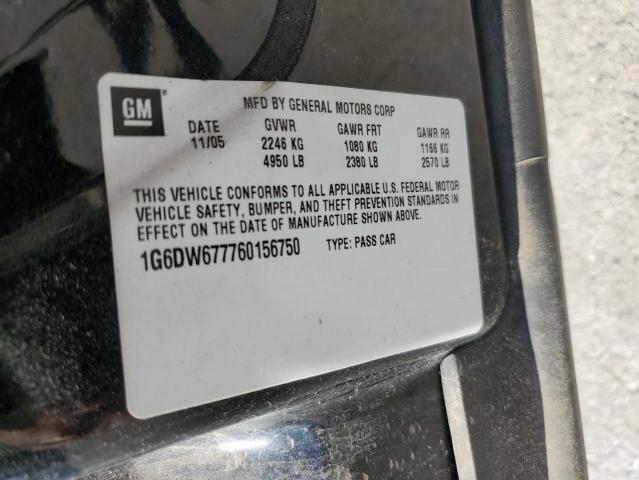 GM
MFD BY GENERAL MOTORS CORP
DATE GVWR GAWR FRT GAWR RR
11/05 2246 KG 1080 KG 1166 KG
4950 LB 2380 LB 2570 LB
THIS VEHICLE CONFORMS TO ALL APPLICABLE U.S. FEDERAL MOTOR
VEHICLE SAFETY, BUMPER, AND THEFT PREVENTION STANDARDS IN
EFFECT ON THE DATE OF MANUFACTURE SHOWN ABOVE.
1G6DW677760156750 TYPE: PASS CAR